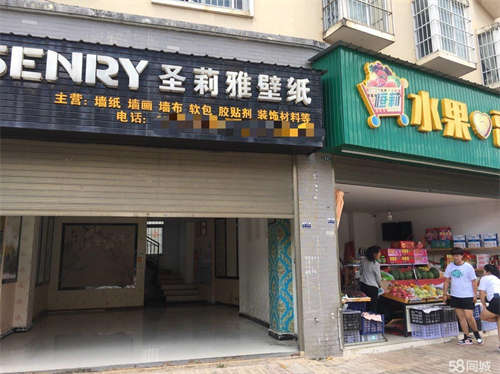 SENRY 圣莉雅壁纸
主营：墙纸 墙画 墙布 软包 胶贴剂 装饰材料等
电话：
水果
58同城